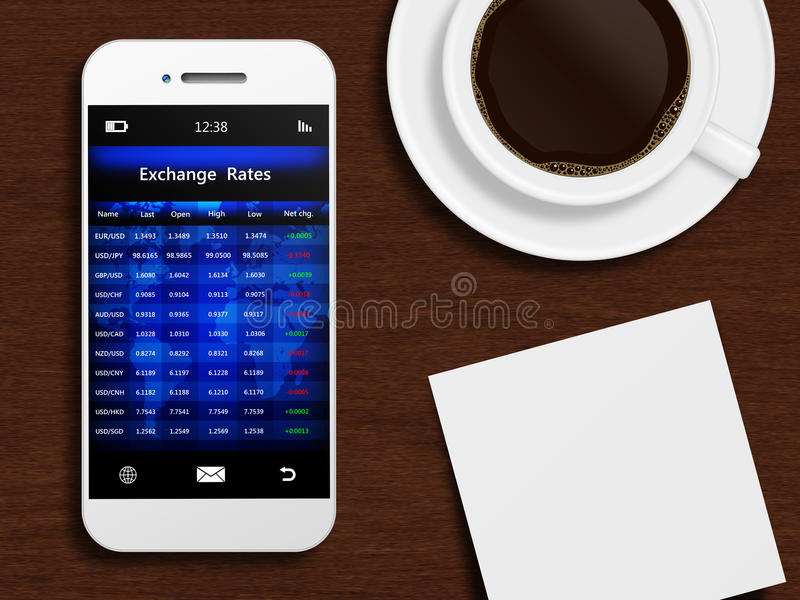 12:38
Exchange Rates
Name Last Open High Low Net chg.
EUR/USD 1.3493 1.3489 1.3510 1.3474 +0.0005
USD/JPY 98.6165 98.9865 99.0500 98.5085 -0.3740
GBP/USD 1.6080 1.6042 1.6134 1.6030 +0.0039
USD/CHF 0.9085 0.9104 0.9113 0.9075
AUD/USD 0.9318 0.9365 0.9377 0.9317
USD/CAD 1.0328 1.0310 1.0330 1.0306 +0.0017
NZD/USD 0.8274 0.8292 0.8321 0.8268
USD/CNY 6.1189 6.1197 6.1228 6.1189 -0.0008
USD/CNH 6.1182 6.1188 6.1210 6.1170 -0.0005
USD/HKD 7.7543 7.7541 7.7549 7.7539 +0.0002
USD/SGD 1.2562 1.2549 1.2569 1.2538 +0.0013
dreamstime